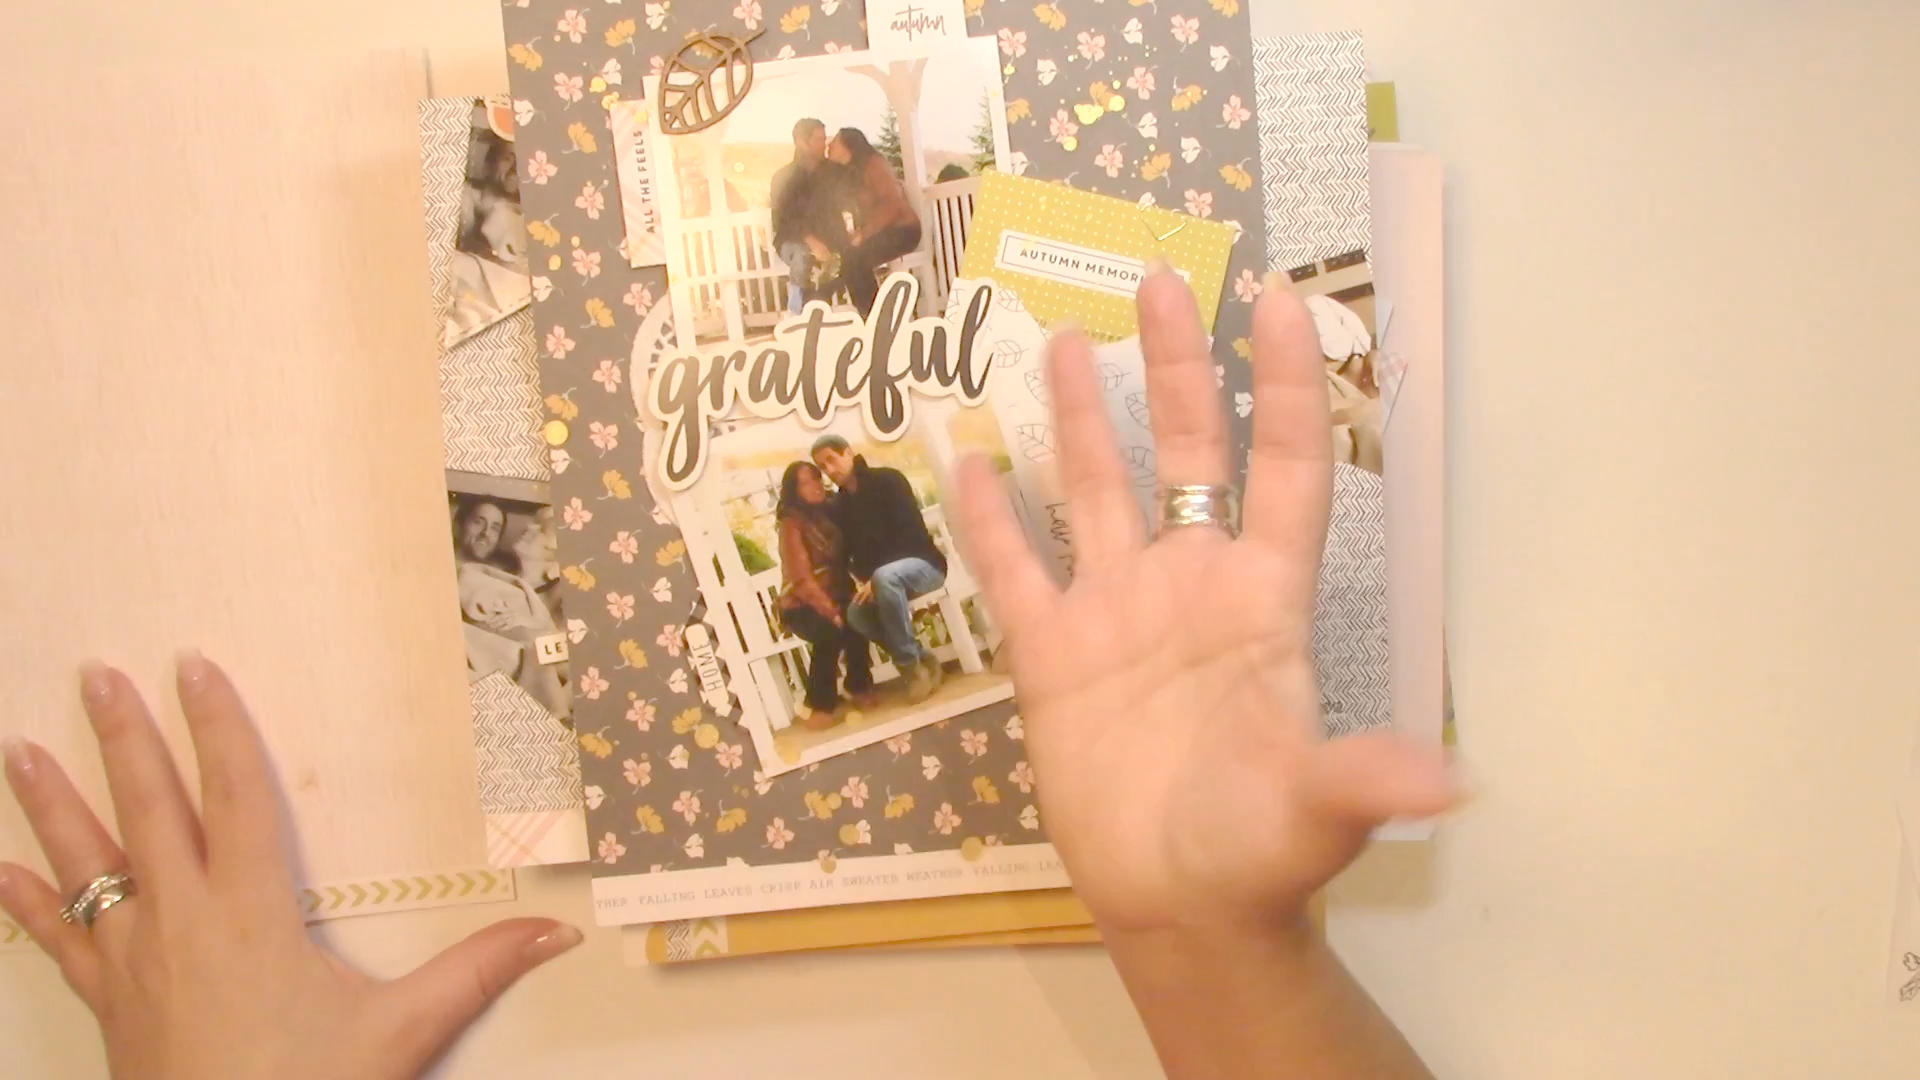 autumn
ALL THE FEELS
AUTUMN MEMOR
grateful
HOME
LE
THER FALLING LEAVES CRISP AIR SWEATER WEATHER FALLING LEA